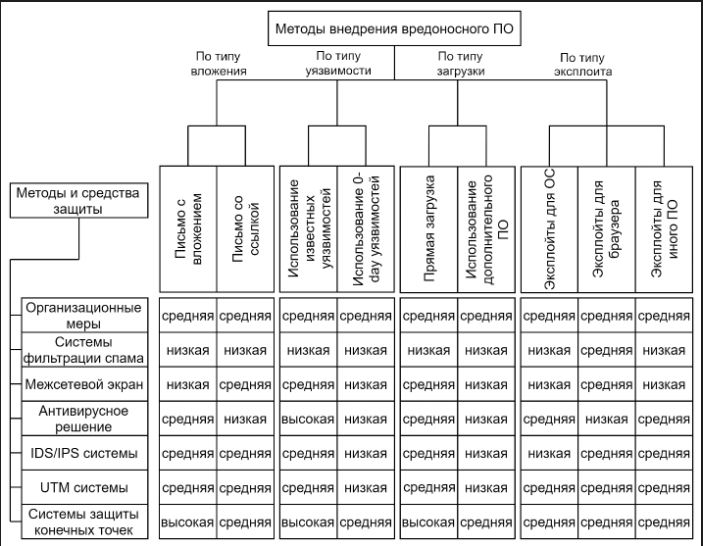 Методы внедрения вредоносного ПО
По типу
вложения
По типу
уязвимости
По типу
загрузки
По типу
эксплоита
Методы и средства
защиты
Письмо с
вложением
Письмо со
ссылкой
Использование
известных
уязвимостей
Использование 0-
day уязвимостей
Прямая загрузка
Использование
дополнительного
ПО
Эксплойты для ОС
Эксплойты для
браузера
Эксплойты для
иного ПО
Организационные
меры
средняя средняя средняя средняя средняя средняя средняя средняя средняя
Системы
фильтрации спама
низкая низкая низкая низкая низкая низкая низкая средняя низкая
Межсетевой экран
низкая средняя средняя низкая средняя низкая низкая средняя низкая
Антивирусное
решение
средняя низкая высокая низкая средняя низкая средняя низкая средняя
IDS/IPS системы
средняя средняя средняя низкая средняя низкая низкая средняя средняя
UTM системы
средняя средняя средняя низкая средняя низкая средняя средняя средняя
Системы защиты
конечных точек
высокая средняя высокая средняя высокая средняя средняя средняя средняя